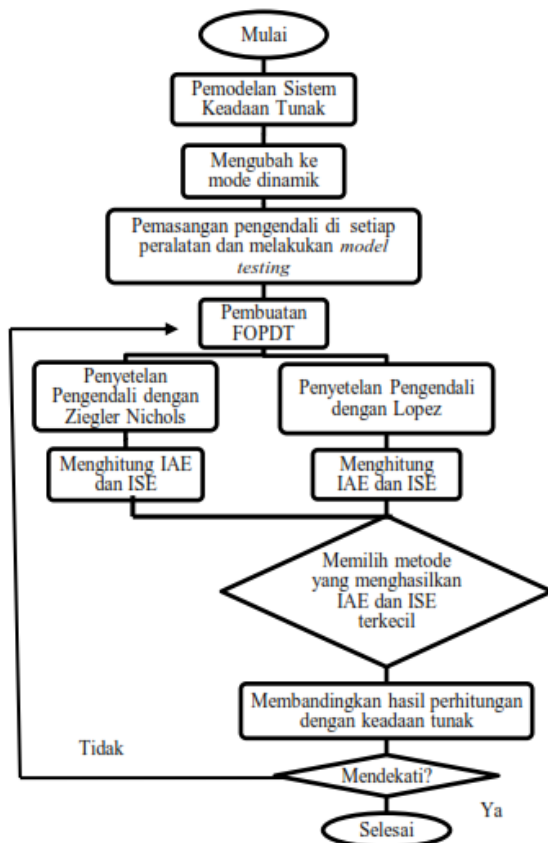 Mulai
Pemodelan Sistem
Keadaan Tunak
Mengubah ke
mode dinamik
Pemasangan pengendali di setiap
peralatan dan melakukan model
testing
Pembuatan
FOPDT
Penyetelan
Pengendali dengan
Ziegler Nichols
Penyetelan Pengendali
dengan Lopez
Menghitung IAE
dan ISE
Menghitung
IAE dan ISE
Memilih metode
yang menghasilkan
IAE dan ISE
terkecil
Membandingkan hasil perhitungan
dengan keadaan tunak
Tidak
Mendekati?
Ya
Selesai